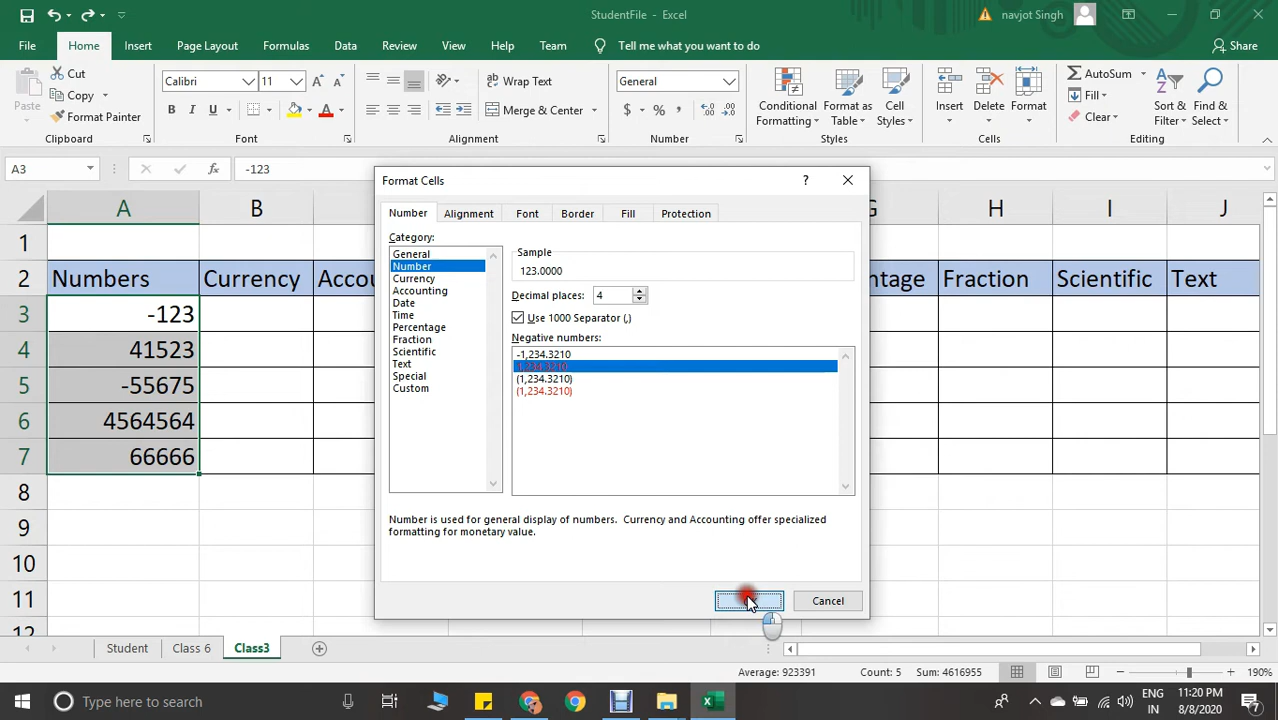 StudentFile - Excel
navjot Singh
File
Home
Insert
Page Layout
Formulas
Data
Review
View
Help
Team
Tell me what you want to do
Share
Paste
Cut
Copy
Format Painter
Clipboard
Calibri
11
B I U
A
Font
Wrap Text
Merge & Center
Alignment
General
$ % ,
Number
Conditional Formatting
Format as Table
Cell Styles
Styles
Insert
Delete
Format
Cells
AutoSum
Fill
Clear
Sort & Filter
Find & Select
Editing
A3
fx
-123
A B G H I J
1
2 Numbers Currency Accou ntage Fraction Scientific Text
3 -123
4 41523
5 -55675
6 4564564
7 66666
8
9
10
11
12
Format Cells
?
Number
Alignment
Font
Border
Fill
Protection
Category:
General
Number
Currency
Accounting
Date
Time
Percentage
Fraction
Scientific
Text
Special
Custom
Sample
123.0000
Decimal places: 4
Use 1000 Separator (,)
Negative numbers:
-1,234.3210
1,234.3210
(1,234.3210)
(1,234.3210)
Number is used for general display of numbers. Currency and Accounting offer specialized
formatting for monetary value.
Cancel
Student
Class 6
Class3
Average: 923391
Count: 5
Sum: 4616955
190%
Type here to search
ENG
IN
11:20 PM
8/8/2020
7